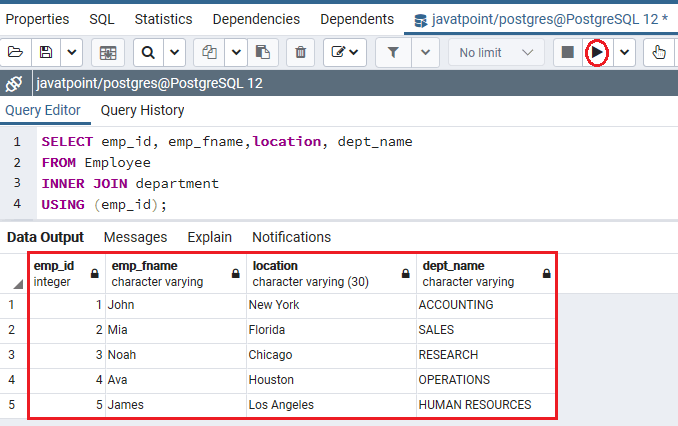 Properties SQL Statistics Dependencies Dependents javatpoint/postgres@PostgreSQL 12 *
No limit
javatpoint/postgres@PostgreSQL 12
Query Editor Query History
1 SELECT emp_id, emp_fname,location, dept_name
2 FROM Employee
3 INNER JOIN department
4 USING (emp_id);
Data Output Messages Explain Notifications
emp_id emp_fname location dept_name
integer character varying character varying (30) character varying
1 1 John New York ACCOUNTING
2 2 Mia Florida SALES
3 3 Noah Chicago RESEARCH
4 4 Ava Houston OPERATIONS
5 5 James Los Angeles HUMAN RESOURCES